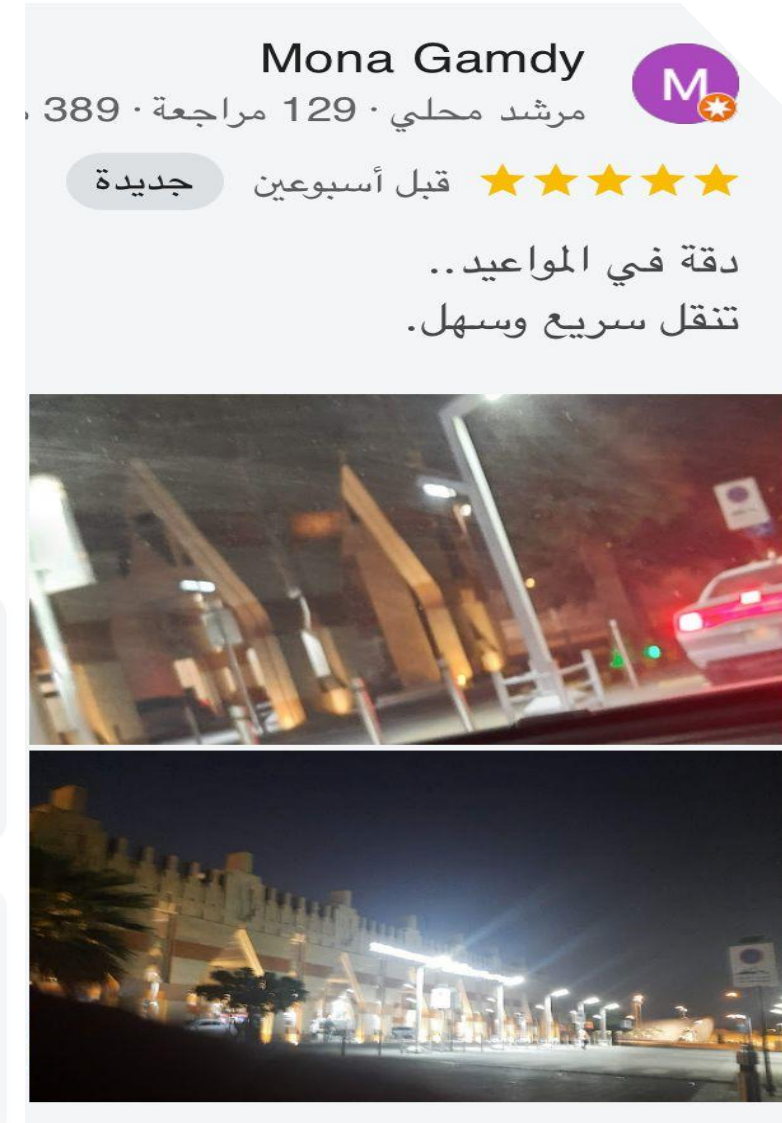 Mona Gamdy
M
مرشد محلي · 129 مراجعة · 389
قبل أسبوعين
جديدة
دقة في المواعيد..
تنقل سريع وسهل.